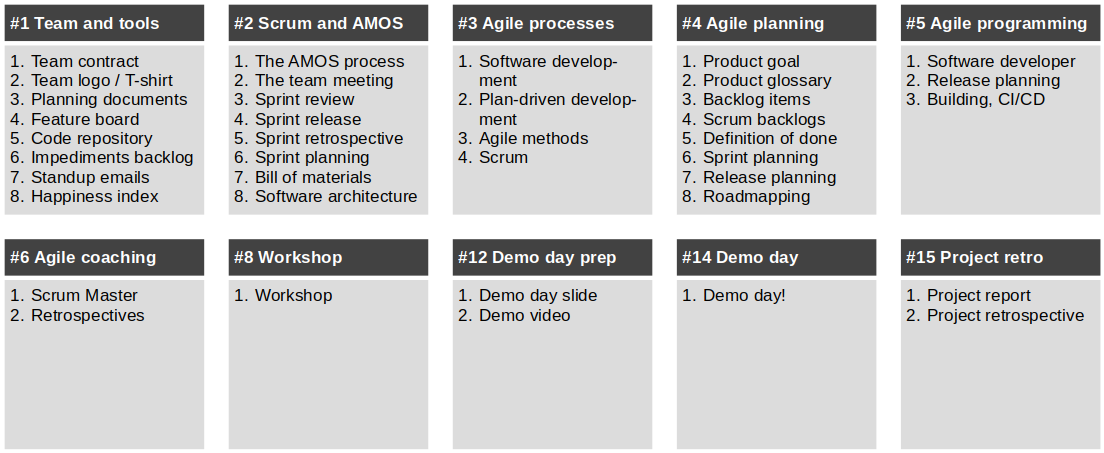 #1 Team and tools
1. Team contract
2. Team logo / T-shirt
3. Planning documents
4. Feature board
5. Code repository
6. Impediments backlog
7. Standup emails
8. Happiness index
#2 Scrum and AMOS
1. The AMOS process
2. The team meeting
3. Sprint review
4. Sprint release
5. Sprint retrospective
6. Sprint planning
7. Bill of materials
8. Software architecture
#3 Agile processes
1. Software develop-
ment
2. Plan-driven develop-
ment
3. Agile methods
4. Scrum
#4 Agile planning
1. Product goal
2. Product glossary
3. Backlog items
4. Scrum backlogs
5. Definition of done
6. Sprint planning
7. Release planning
8. Roadmapping
#5 Agile programming
1. Software developer
2. Release planning
3. Building, CI/CD
#6 Agile coaching
1. Scrum Master
2. Retrospectives
#8 Workshop
1. Workshop
#12 Demo day prep
1. Demo day slide
2. Demo video
#14 Demo day
1. Demo day!
#15 Project retro
1. Project report
2. Project retrospective